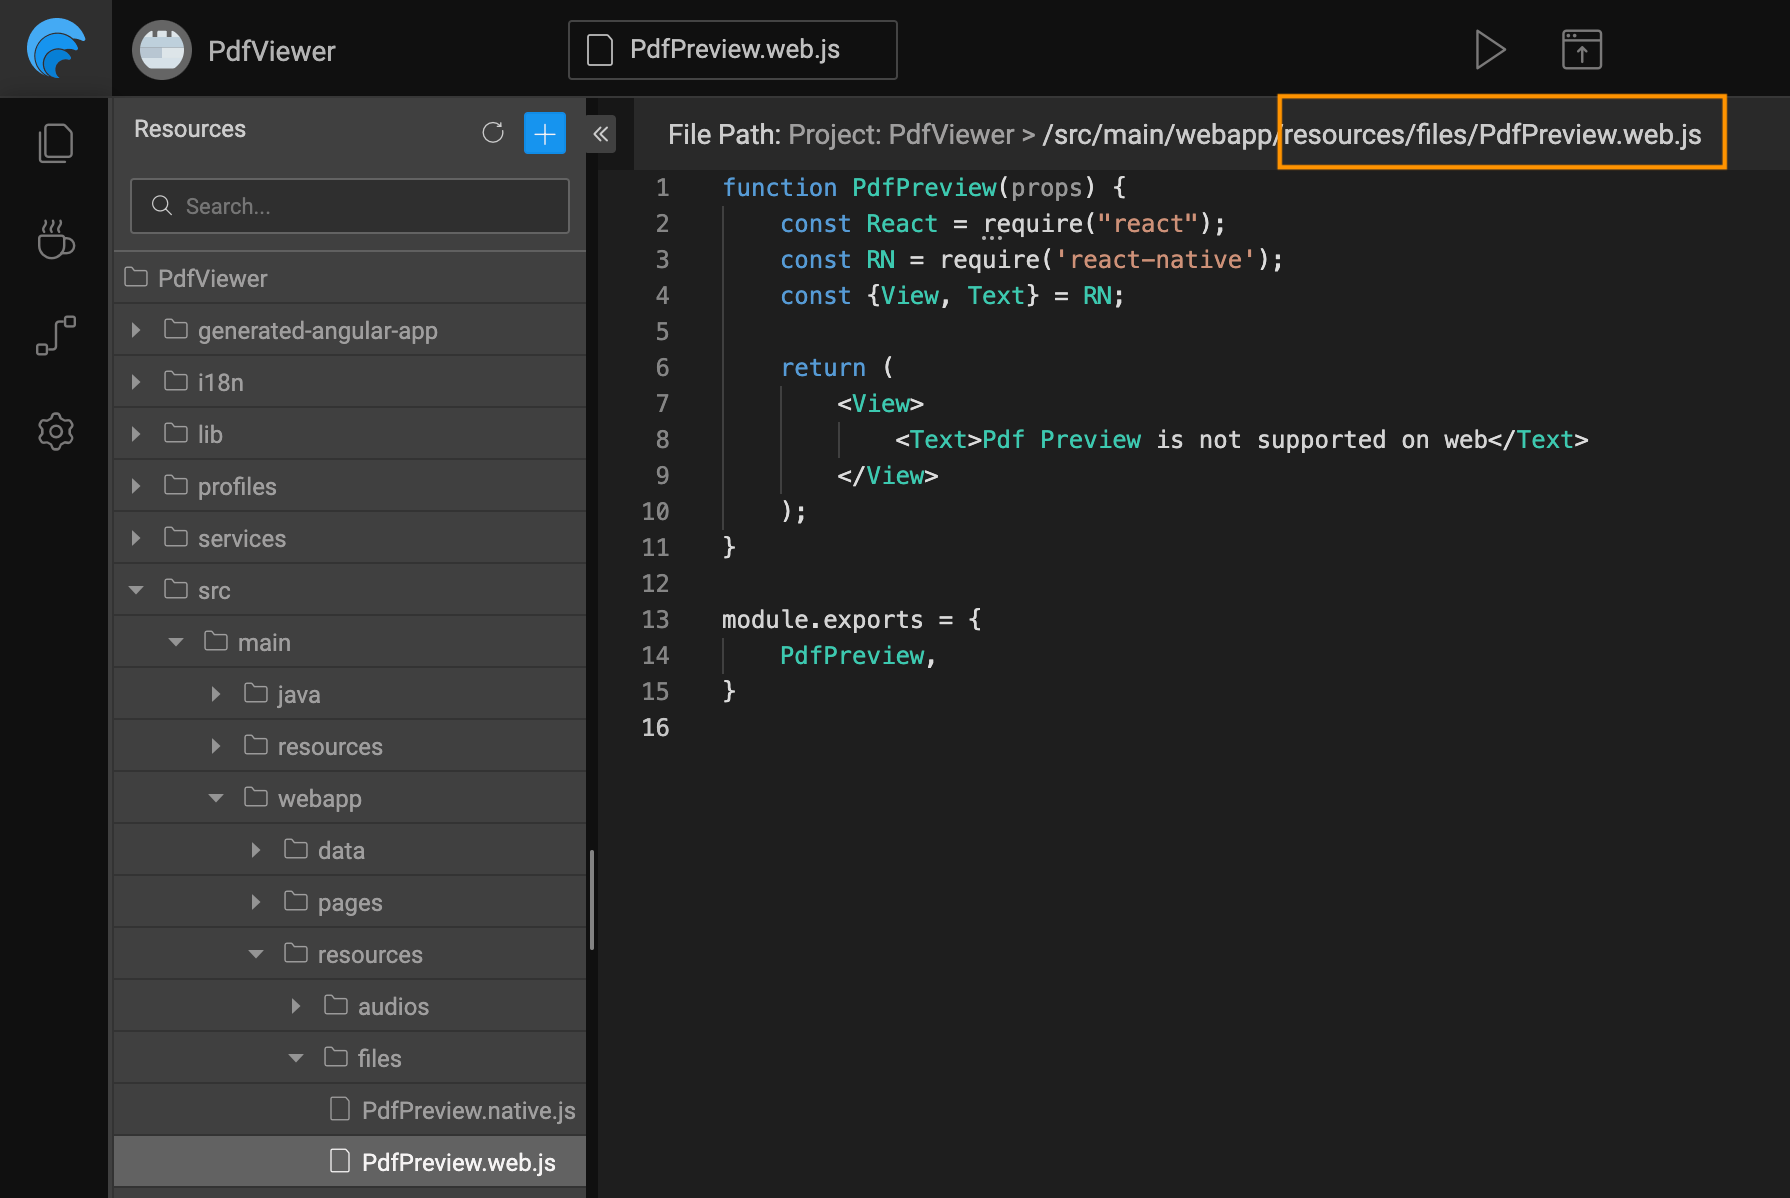 PdfViewer
PdfPreview.web.js
Resources
Search...
PdfViewer
generated-angular-app
i18n
lib
profiles
services
src
main
java
resources
webapp
data
pages
resources
audios
files
PdfPreview.native.js
PdfPreview.web.js
File Path: Project: PdfViewer > /src/main/webapp/resources/files/PdfPreview.web.js
1 function PdfPreview(props) {
2 const React = require("react");
3 const RN = require('react-native');
4 const {View, Text} = RN;
5
6 return (
7 <View>
8 <Text>Pdf Preview is not supported on web</Text>
9 </View>
10 );
11 }
12
13 module.exports = {
14 PdfPreview,
15 }
16